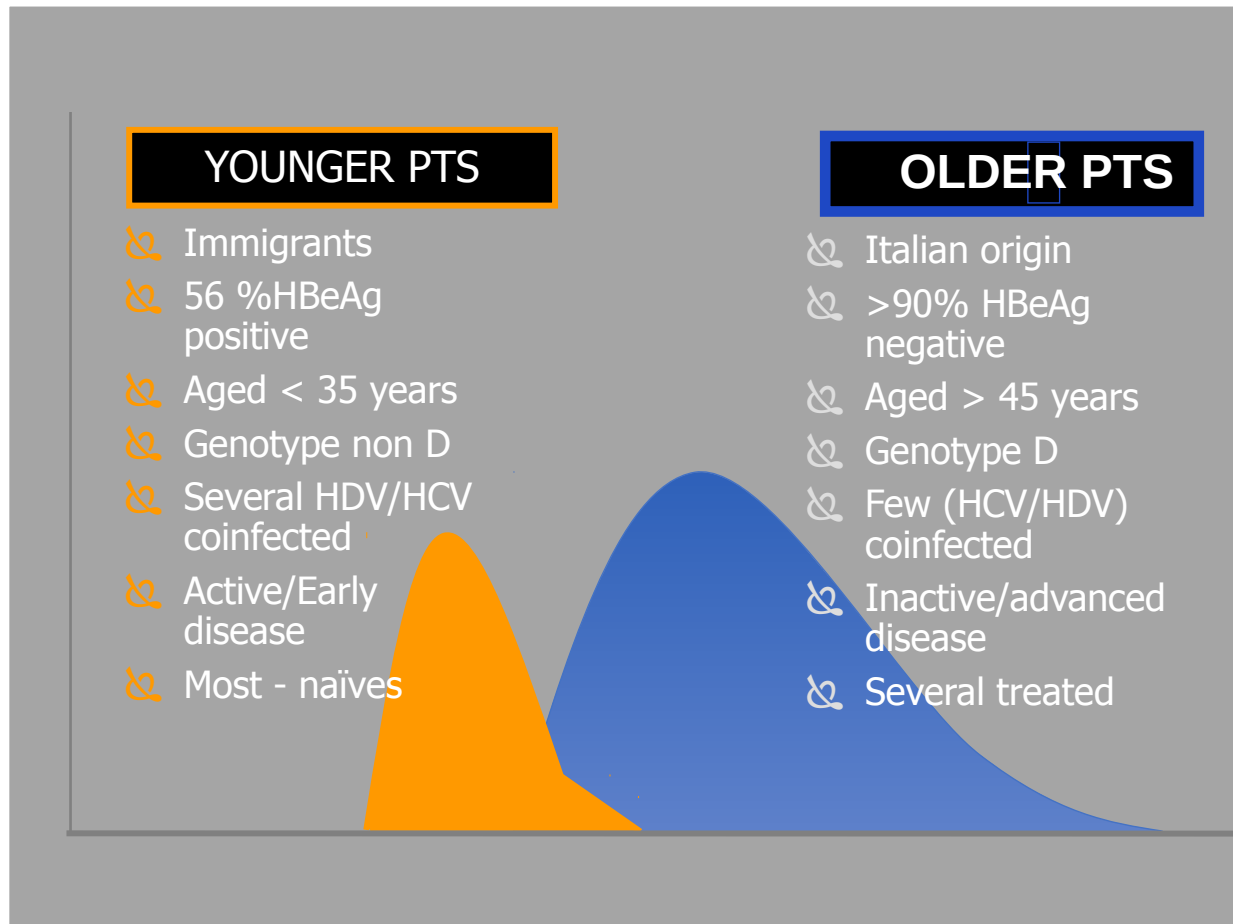 YOUNGER PTS
Immigrants
56 %HBeAg
positive
Aged < 35 years
Genotype non D
Several HDV/HCV
coinfected
Active/Early
disease
Most - naïves
OLDER PTS
Italian origin
>90% HBeAg
negative
Aged > 45 years
Genotype D
Few (HCV/HDV)
coinfected
Inactive/advanced
disease
Several treated